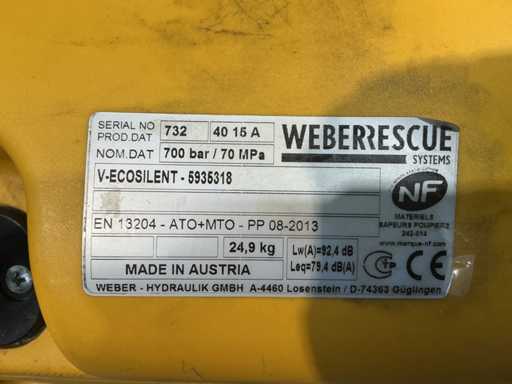 SERIAL NO 732 40 15 A
PROD.DAT
NOM.DAT 700 bar / 70 MPa
WEBERRESCUE
SYSTEMS
V-ECOSILENT - 5935318
NF
MATERIELS
SAPEURS POMPIERS
www.marque-nf.com
EN 13204 - ATO+MTO - PP 08-2013
24,9 kg
Lw(A)=92,4 dB
Leq=79,4 dB(A)
MADE IN AUSTRIA
CE
WEBER - HYDRAULIK GMBH A-4460 Losenstein / D-74363 Güglingen